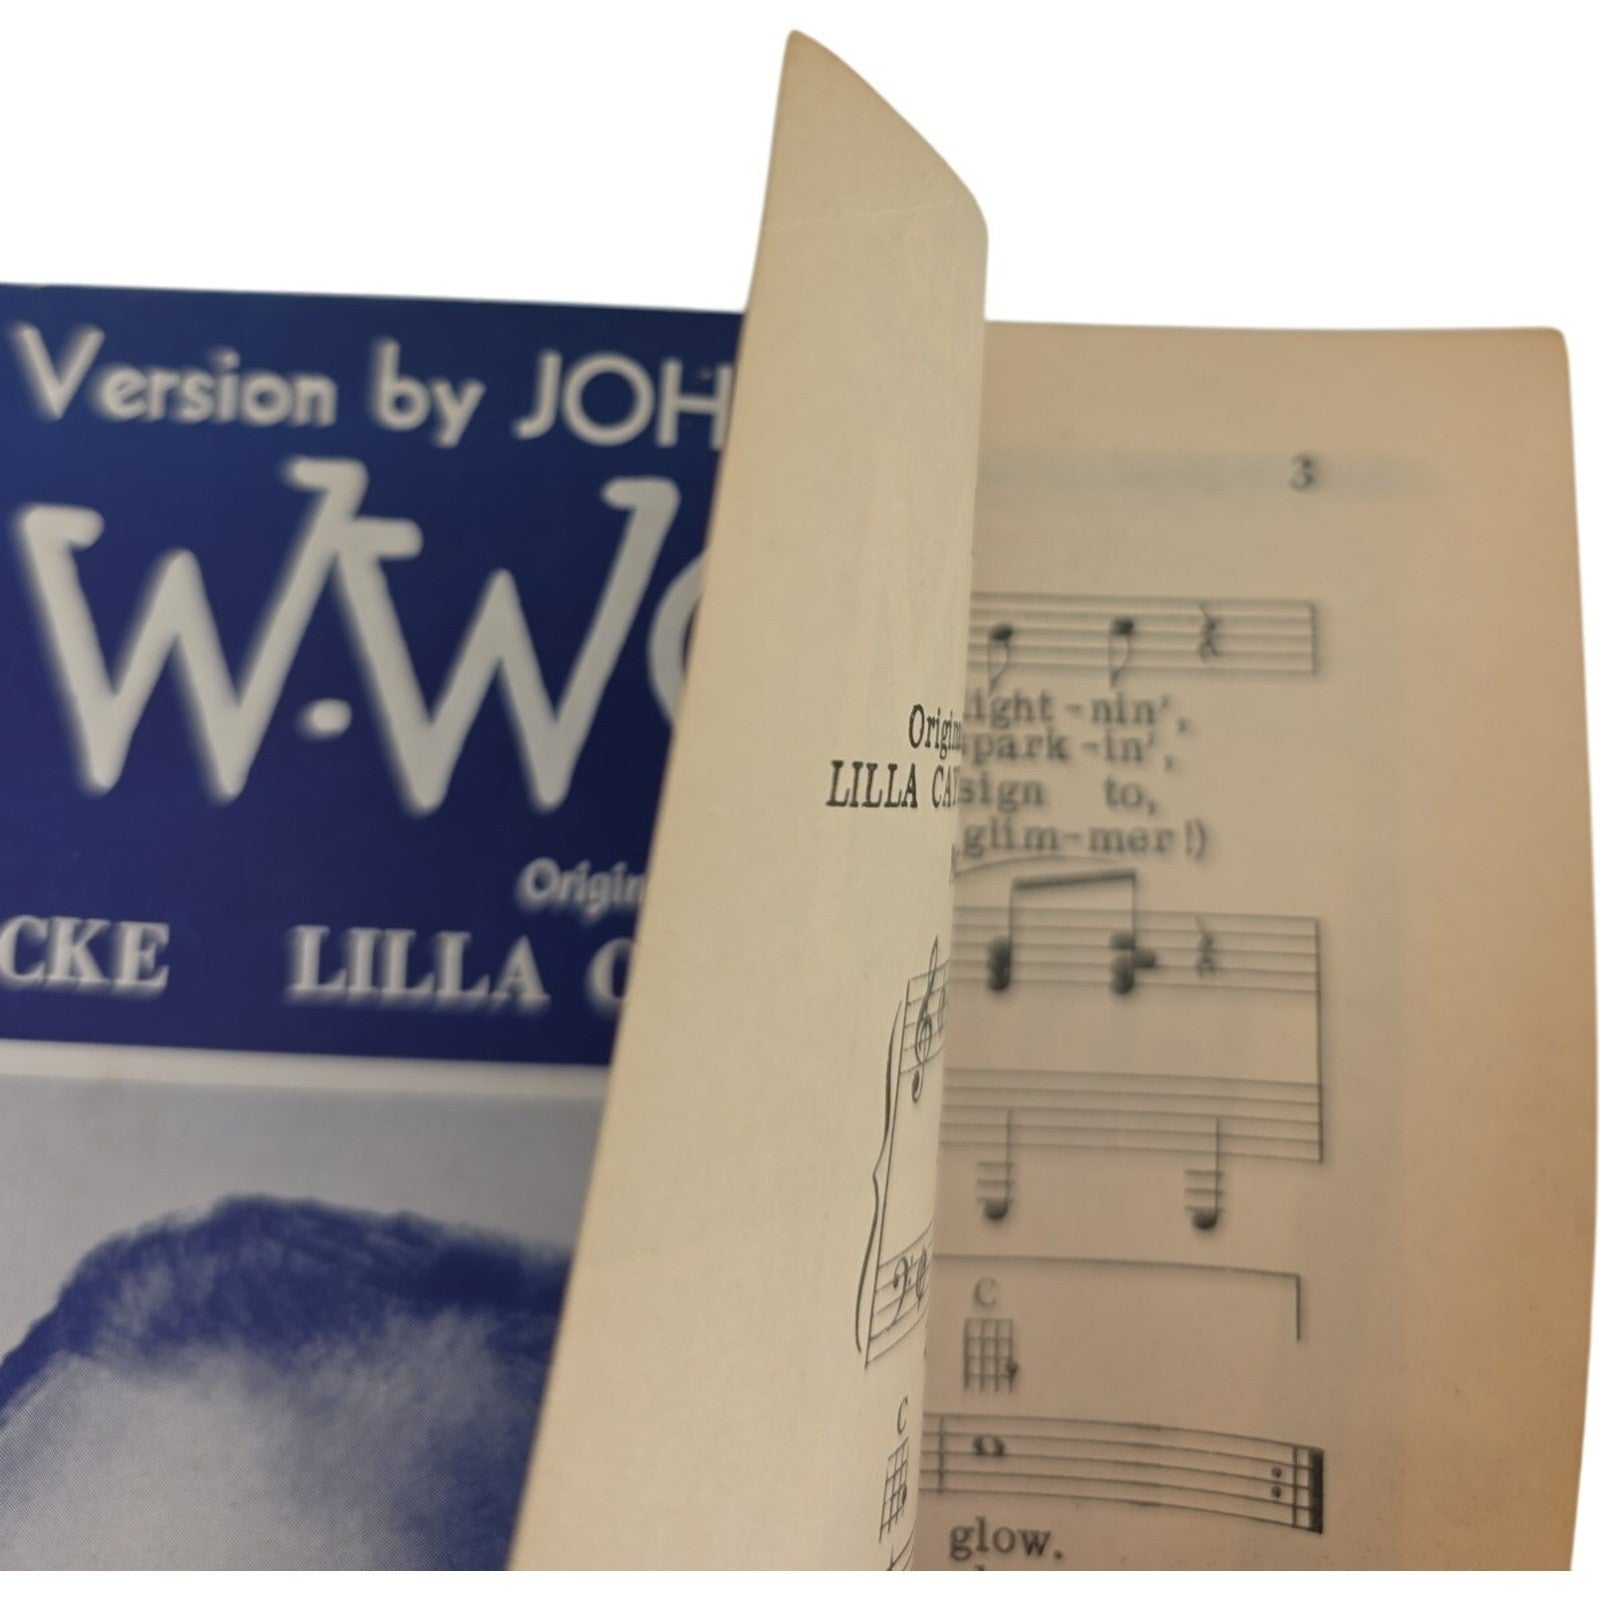 Version by JOH
W.WO
Origin
CKE LILLA C
Origin
LILLA CA
C
3
light-nin',
spark-in',
sign to,
glim-mer!)
C
glow.